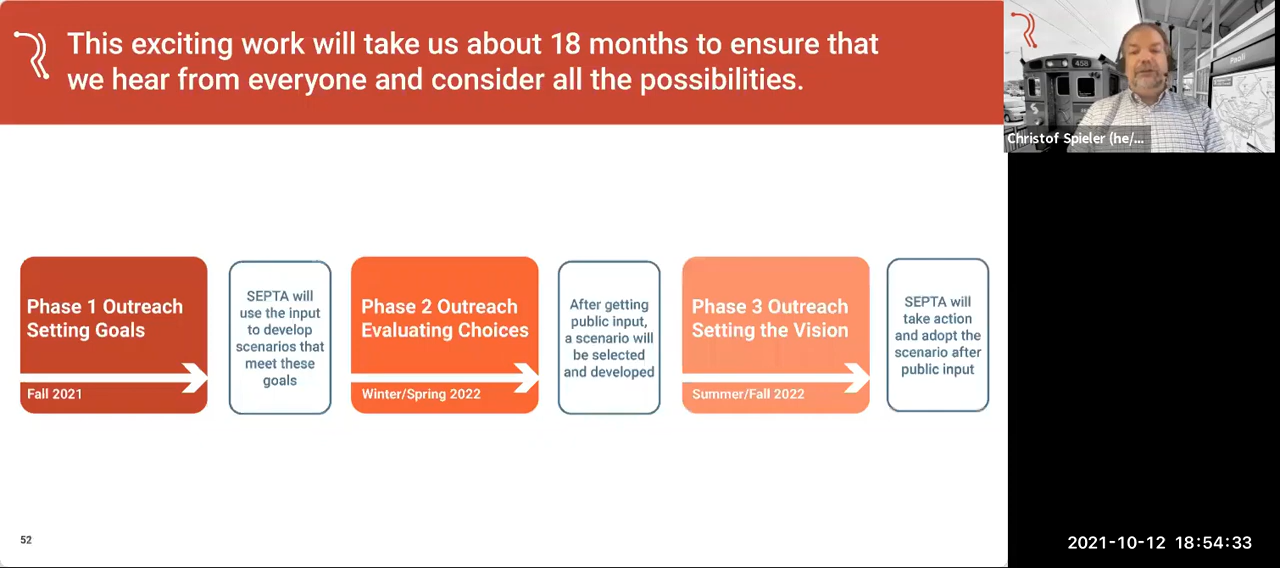 This exciting work will take us about 18 months to ensure that
we hear from everyone and consider all the possibilities.
Phase 1 Outreach
Setting Goals
Fall 2021
SEPTA will
use the input
to develop
scenarios that
meet these
goals
Phase 2 Outreach
Evaluating Choices
Winter/Spring 2022
After getting
public input,
a scenario will
be selected
and developed
Phase 3 Outreach
Setting the Vision
Summer/Fall 2022
SEPTA will
take action
and adopt the
scenario after
public input
52
458
Paoli
Christof Spieler (he/...
2021-10-12 18:54:33